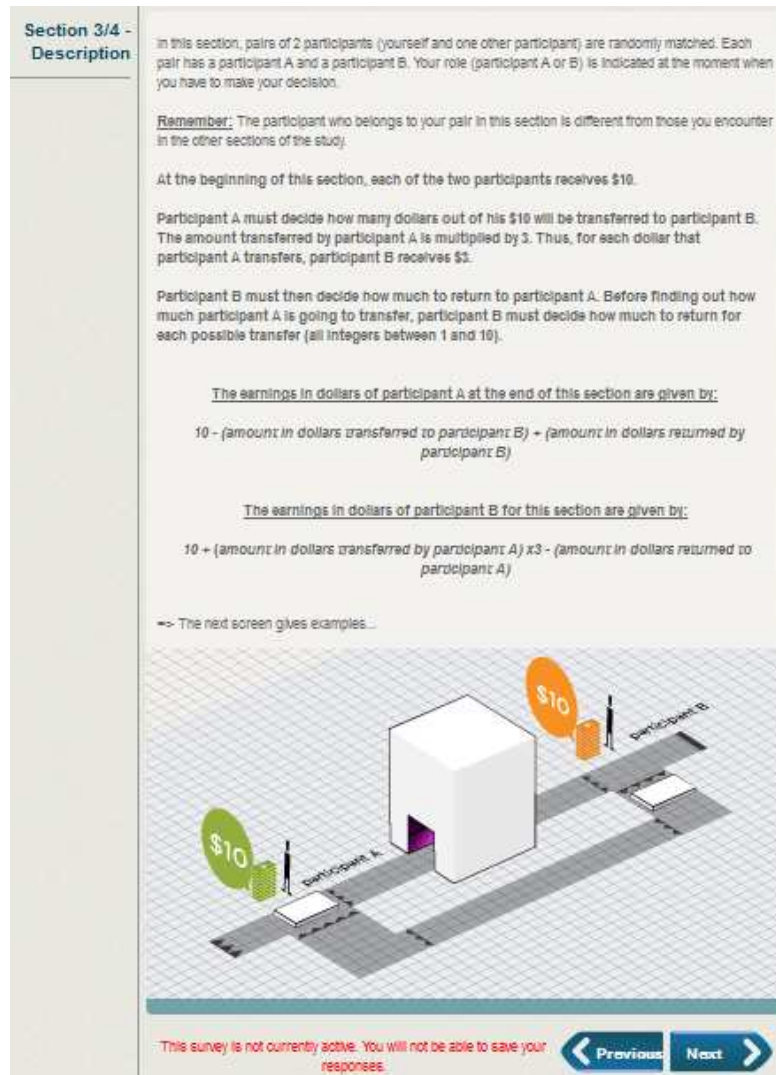 Section 3/4 -
Description
In this section, pairs of 2 participants (yourself and one other participant) are randomly matched. Each
pair has a participant A and a participant B. Your role (participant A or B) is indicated at the moment when
you have to make your decision.
Remember: The participant who belongs to your pair in this section is different from those you encounter
in the other sections of the study.
At the beginning of this section, each of the two participants receives $10.
Participant A must decide how many dollars out of his $10 will be transferred to participant B.
The amount transferred by participant A is multiplied by 3. Thus, for each dollar that
participant A transfers, participant B receives $3.
Participant B must then decide how much to return to participant A. Before finding out how
much participant A is going to transfer, participant B must decide how much to return for
each possible transfer (all integers between 1 and 10).
The earnings in dollars of participant A at the end of this section are given by:
10 - (amount in dollars transferred to participant B) + (amount in dollars returned by
participant B)
The earnings in dollars of participant B for this section are given by:
10 + (amount in dollars transferred by participant A) x3 - (amount in dollars returned to
participant A)
=> The next screen gives examples...
$10
participant B
$10
participant A
This survey is not currently active. You will not be able to save your
responses.
Previous
Next